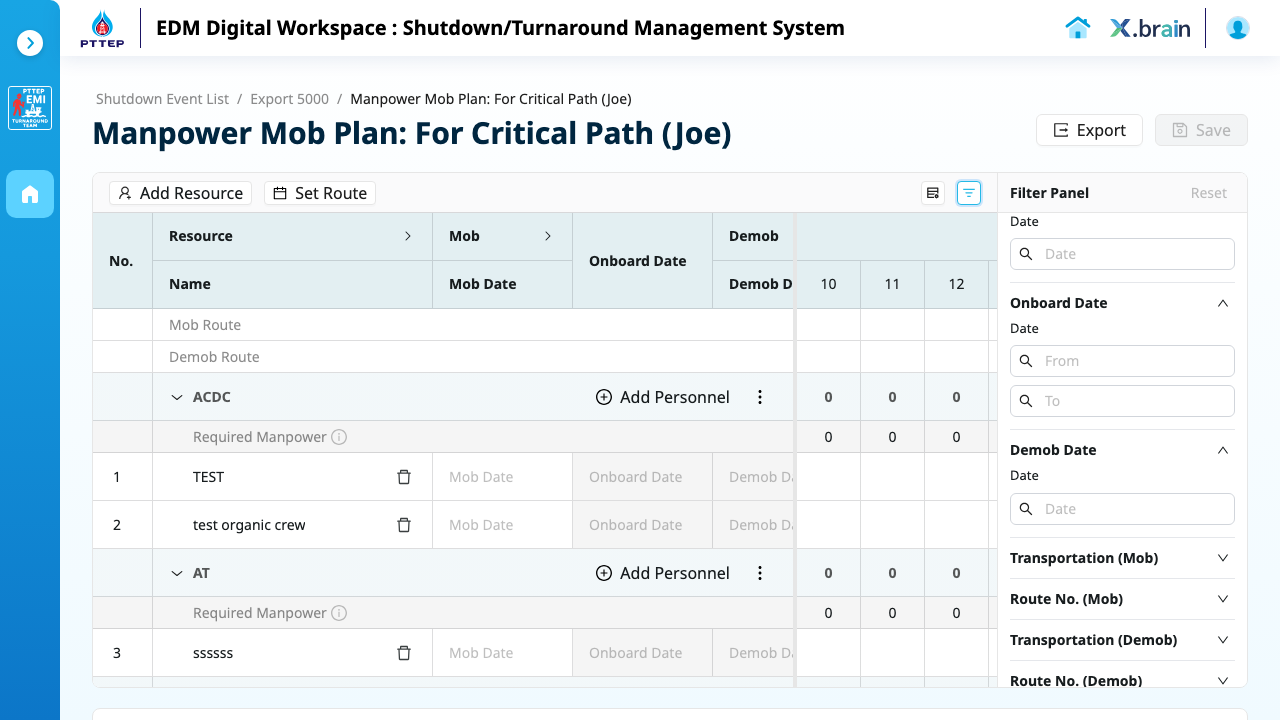 PTTEP
EDM Digital Workspace : Shutdown/Turnaround Management System
X.brain
PTTEP
EMI
TURNAROUND
TEAM
Shutdown Event List / Export 5000 / Manpower Mob Plan: For Critical Path (Joe)
Manpower Mob Plan: For Critical Path (Joe)
Export
Save
Add Resource
Set Route
Filter Panel
Reset
No.
Resource
Mob
Onboard Date
Demob
Name
Mob Date
Demob D
10
11
12
Mob Route
Demob Route
ACDC
Add Personnel
0
0
0
Required Manpower
0
0
0
1
TEST
Mob Date
Onboard Date
Demob Da
2
test organic crew
Mob Date
Onboard Date
Demob Da
AT
Add Personnel
0
0
0
Required Manpower
0
0
0
3
ssssss
Mob Date
Onboard Date
Demob Da
Date
Date
Onboard Date
Date
From
To
Demob Date
Date
Date
Transportation (Mob)
Route No. (Mob)
Transportation (Demob)
Route No. (Demob)